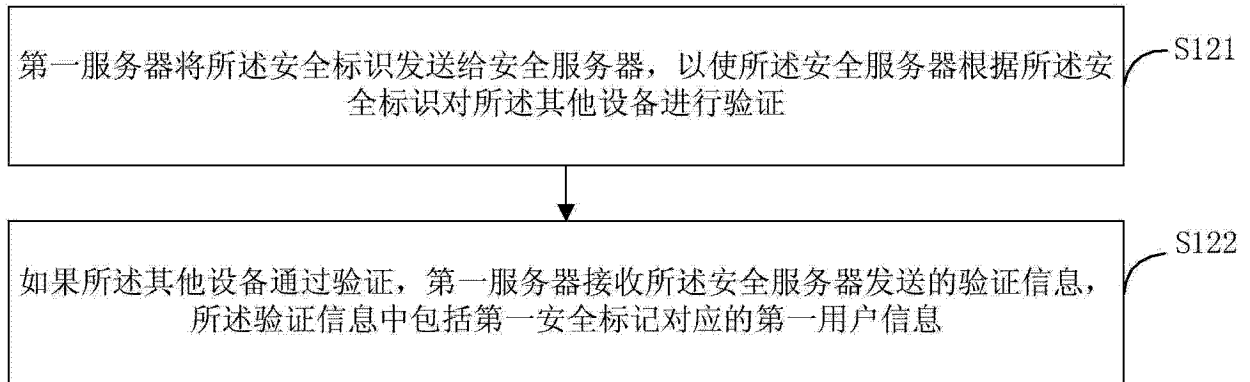 第一服务器将所述安全标识发送给安全服务器，以使所述安全服务器根据所述安
全标识对所述其他设备进行验证
S121
如果所述其他设备通过验证，第一服务器接收所述安全服务器发送的验证信息，
所述验证信息中包括第一安全标记对应的第一用户信息
S122